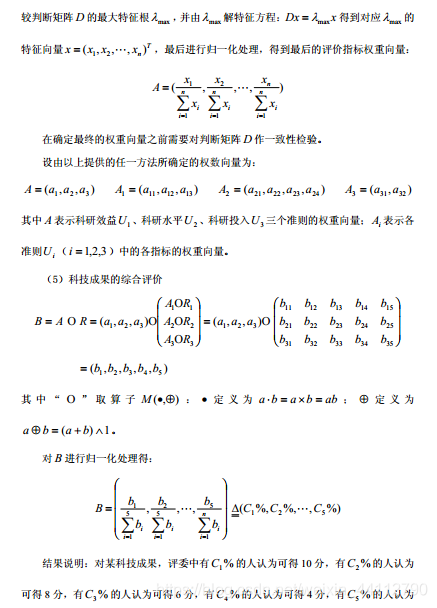 较判断矩阵 D 的最大特征根 λmax，并由 λmax 解特征方程：Dx = λmax x 得到对应 λmax 的
特征向量 x = (x1, x2, ⋯, xn)^T，最后进行归一化处理，得到最后的评价指标权重向量：
A = (x1/∑_{i=1}^{n} xi, x2/∑_{i=1}^{n} xi, ⋯, xn/∑_{i=1}^{n} xi)
在确定最终的权重向量之前需要对判断矩阵 D 作一致性检验。
设由以上提供的任一方法所确定的权数向量为：
A = (a1, a2, a3) A1 = (a11, a12, a13) A2 = (a21, a22, a23, a24) A3 = (a31, a32)
其中 A 表示科研效益 U1、科研水平 U2、科研投入 U3 三个准则的权重向量；Ai 表示各
准则 Ui（i = 1,2,3）中的各指标的权重向量。
（5）科技成果的综合评价
B = A O R = (a1, a2, a3)O (A1OR1 A2OR2 A3OR3) = (a1, a2, a3)O (b11 b12 b13 b14 b15 b21 b22 b23 b24 b25 b31 b32 b33 b34 b35)
= (b1, b2, b3, b4, b5)
其中 “ O ” 取算子 M(•,⊕)：• 定义为 a·b = a×b = ab；⊕ 定义为
a⊕b = (a+b)∧1。
对 B 进行归一化处理得：
B = (b1/∑_{i=1}^{5} bi, b2/∑_{i=1}^{5} bi, ⋯, b5/∑_{i=1}^{n} bi) ≜ (C1%, C2%, ⋯, C5%)
结果说明：对某科技成果，评委中有 C1% 的人认为可得 10 分，有 C2% 的人认为
可得 8 分，有 C3% 的人认为可得 6 分，有 C4% 的人认为可得 4 分，有 C5% 的人认为